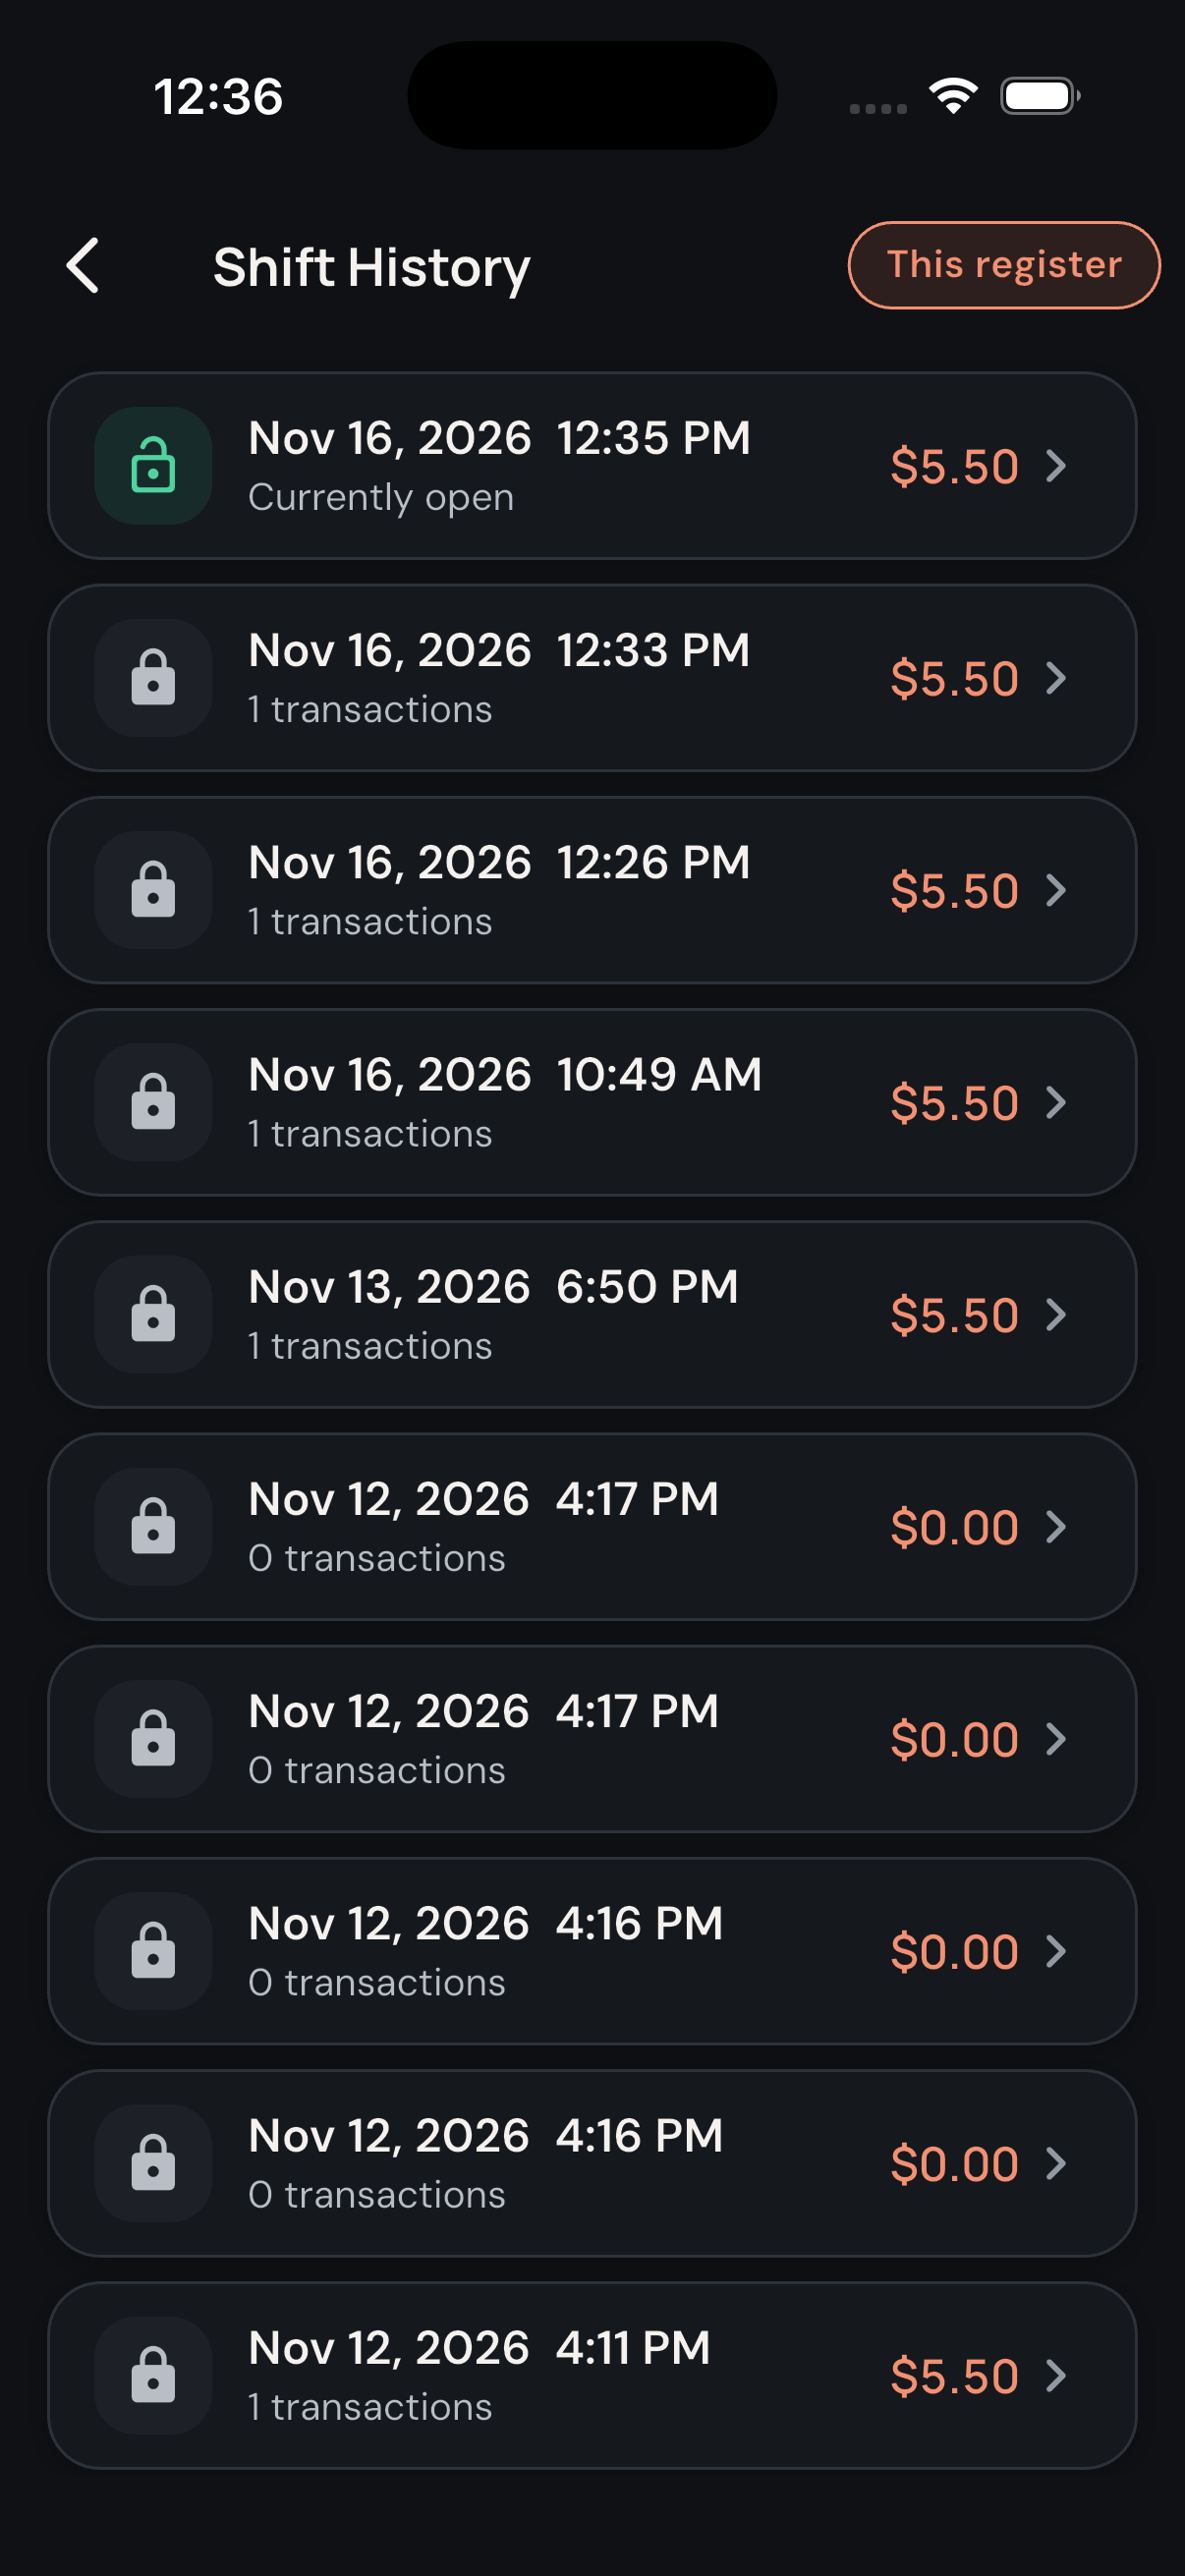 12:36
Shift History
This register
Nov 16, 2026 12:35 PM
Currently open
$5.50
Nov 16, 2026 12:33 PM
1 transactions
$5.50
Nov 16, 2026 12:26 PM
1 transactions
$5.50
Nov 16, 2026 10:49 AM
1 transactions
$5.50
Nov 13, 2026 6:50 PM
1 transactions
$5.50
Nov 12, 2026 4:17 PM
0 transactions
$0.00
Nov 12, 2026 4:17 PM
0 transactions
$0.00
Nov 12, 2026 4:16 PM
0 transactions
$0.00
Nov 12, 2026 4:16 PM
0 transactions
$0.00
Nov 12, 2026 4:11 PM
1 transactions
$5.50